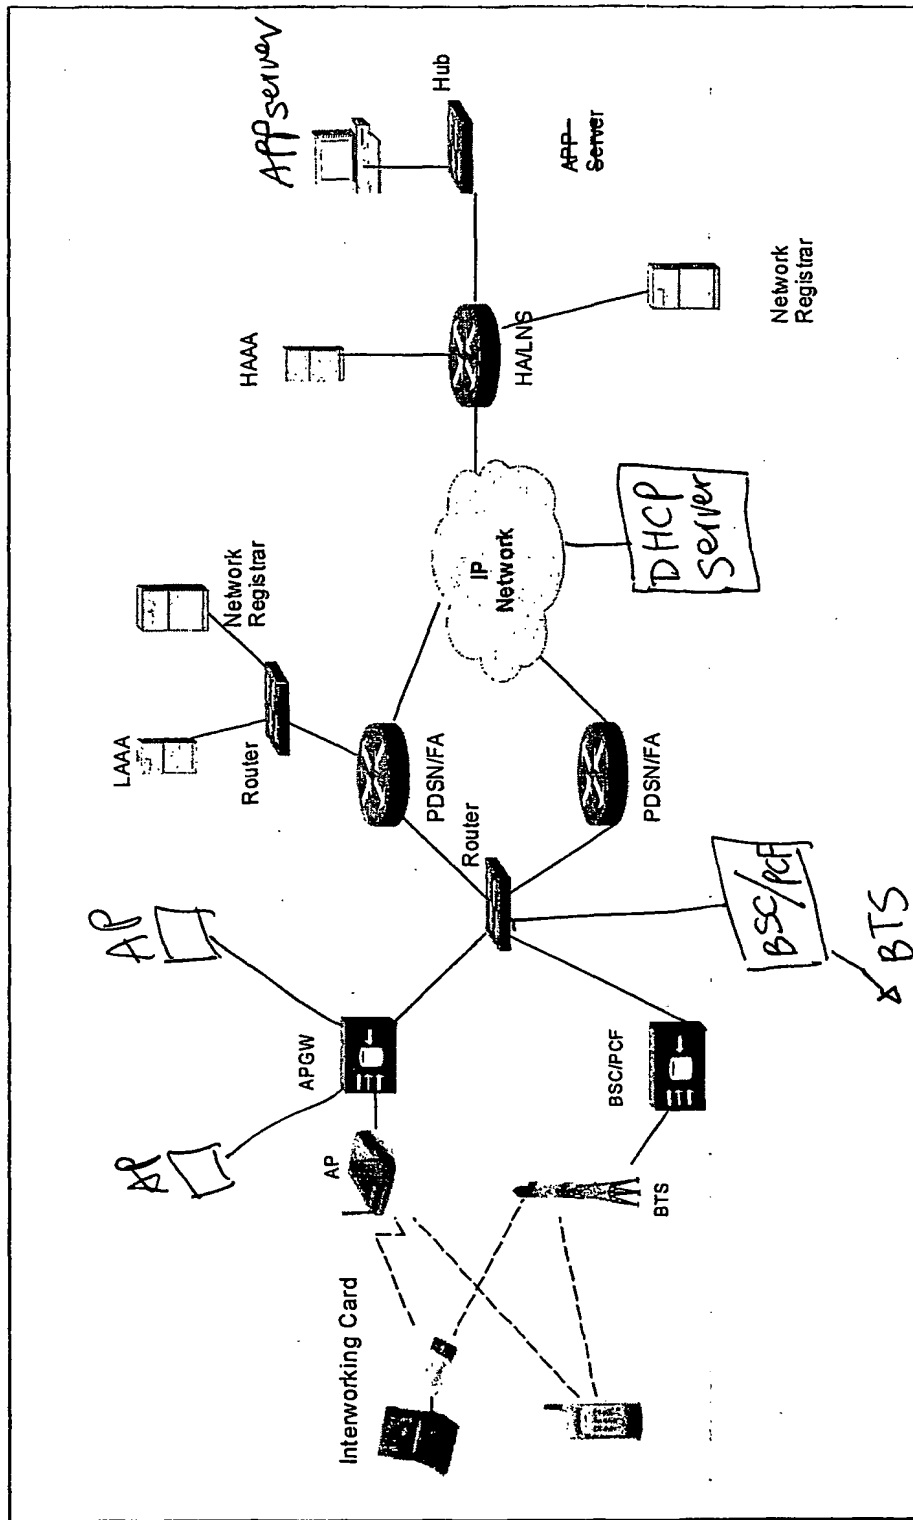 AP
AP
APGW
AP
Interworking Card
BTS
BSC/PCF
BSC/PCF
BTS
LAAA
Network
Registrar
Router
PDSN/FA
Router
PDSN/FA
IP
Network
DHCP
Server
HAAA
HA/LNS
Network
Registrar
APP server
Hub
APP
Server